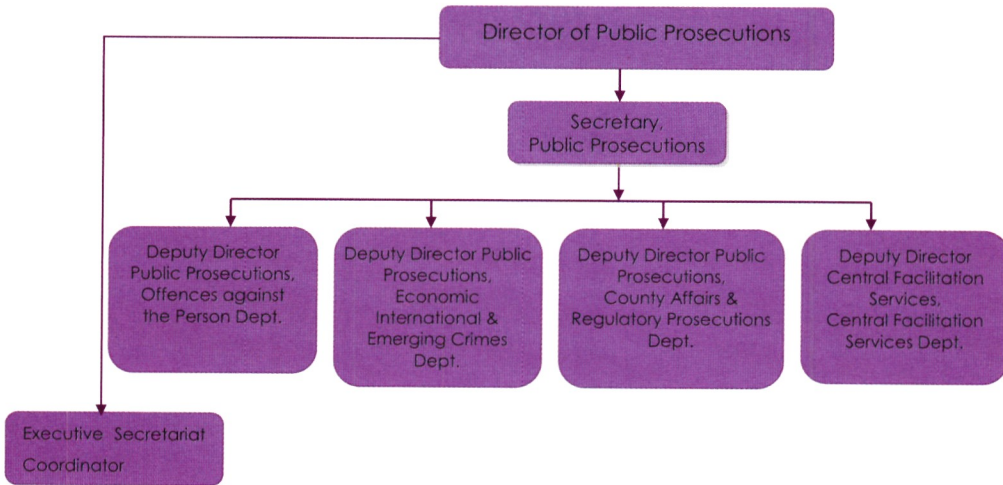 Director of Public Prosecutions
Secretary,
Public Prosecutions
Deputy Director
Public Prosecutions,
Offences against
the Person Dept.
Deputy Director Public
Prosecutions,
Economic
International &
Emerging Crimes
Dept.
Deputy Director Public
Prosecutions,
County Affairs &
Regulatory Prosecutions
Dept.
Deputy Director
Central Facilitation
Services,
Central Facilitation
Services Dept.
Executive Secretariat
Coordinator